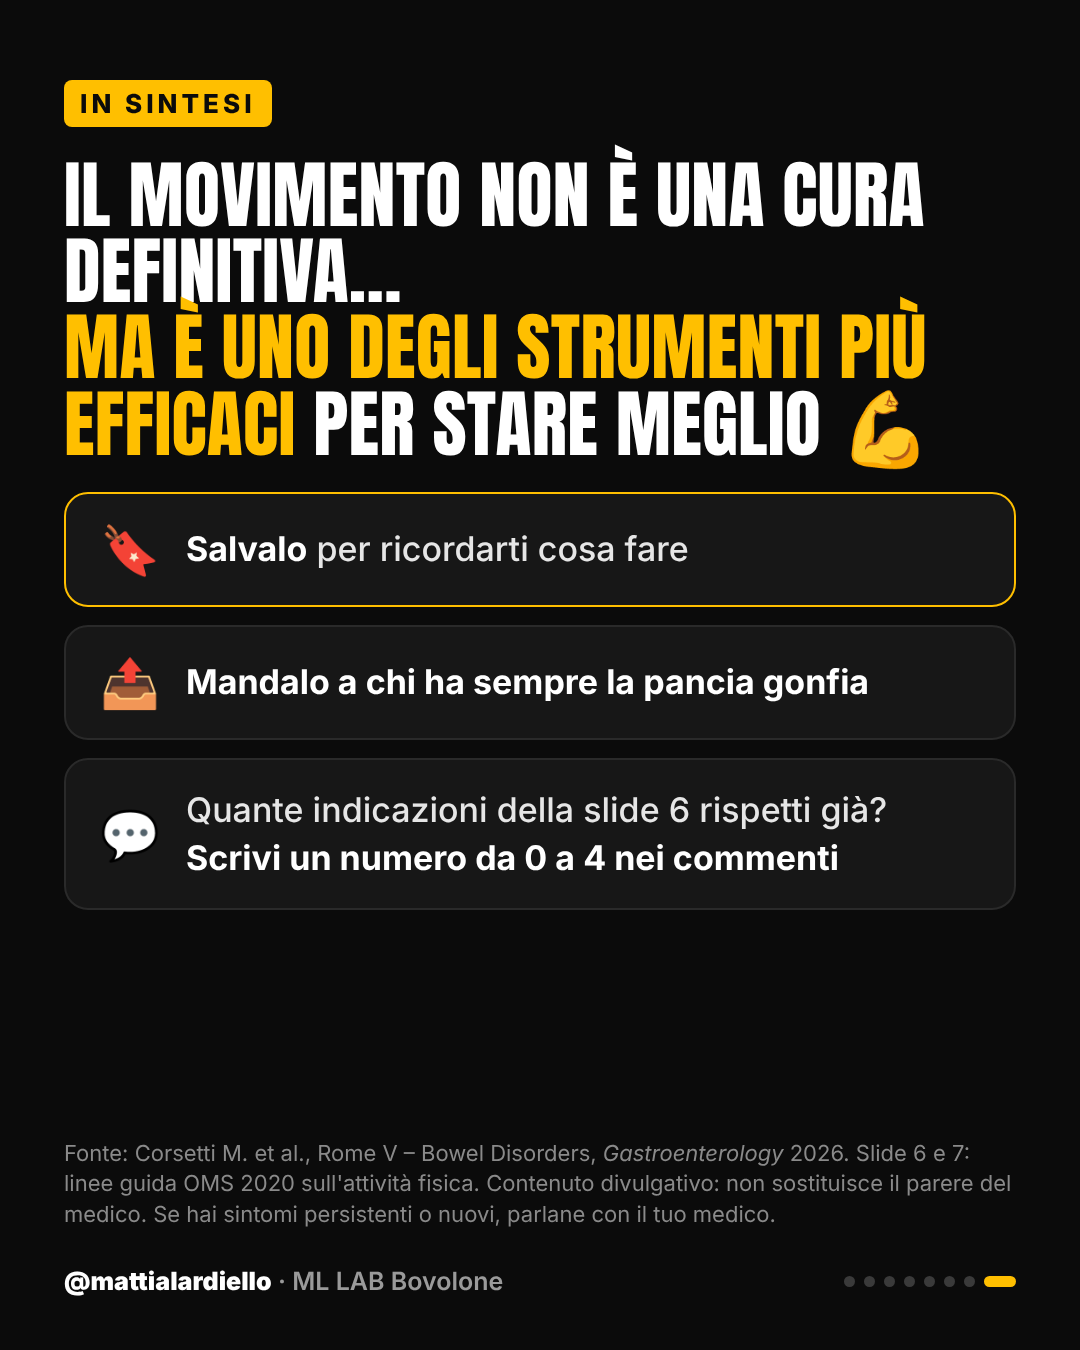 IN SINTESI
IL MOVIMENTO NON È UNA CURA
DEFINITIVA...
MA È UNO DEGLI STRUMENTI PIÙ
EFFICACI PER STARE MEGLIO 💪
Salvalo per ricordarti cosa fare
Mandalo a chi ha sempre la pancia gonfia
Quante indicazioni della slide 6 rispetti già?
Scrivi un numero da 0 a 4 nei commenti
Fonte: Corsetti M. et al., Rome V – Bowel Disorders, Gastroenterology 2026. Slide 6 e 7:
linee guida OMS 2020 sull'attività fisica. Contenuto divulgativo: non sostituisce il parere del
medico. Se hai sintomi persistenti o nuovi, parlane con il tuo medico.
@mattialardiello · ML LAB Bovolone